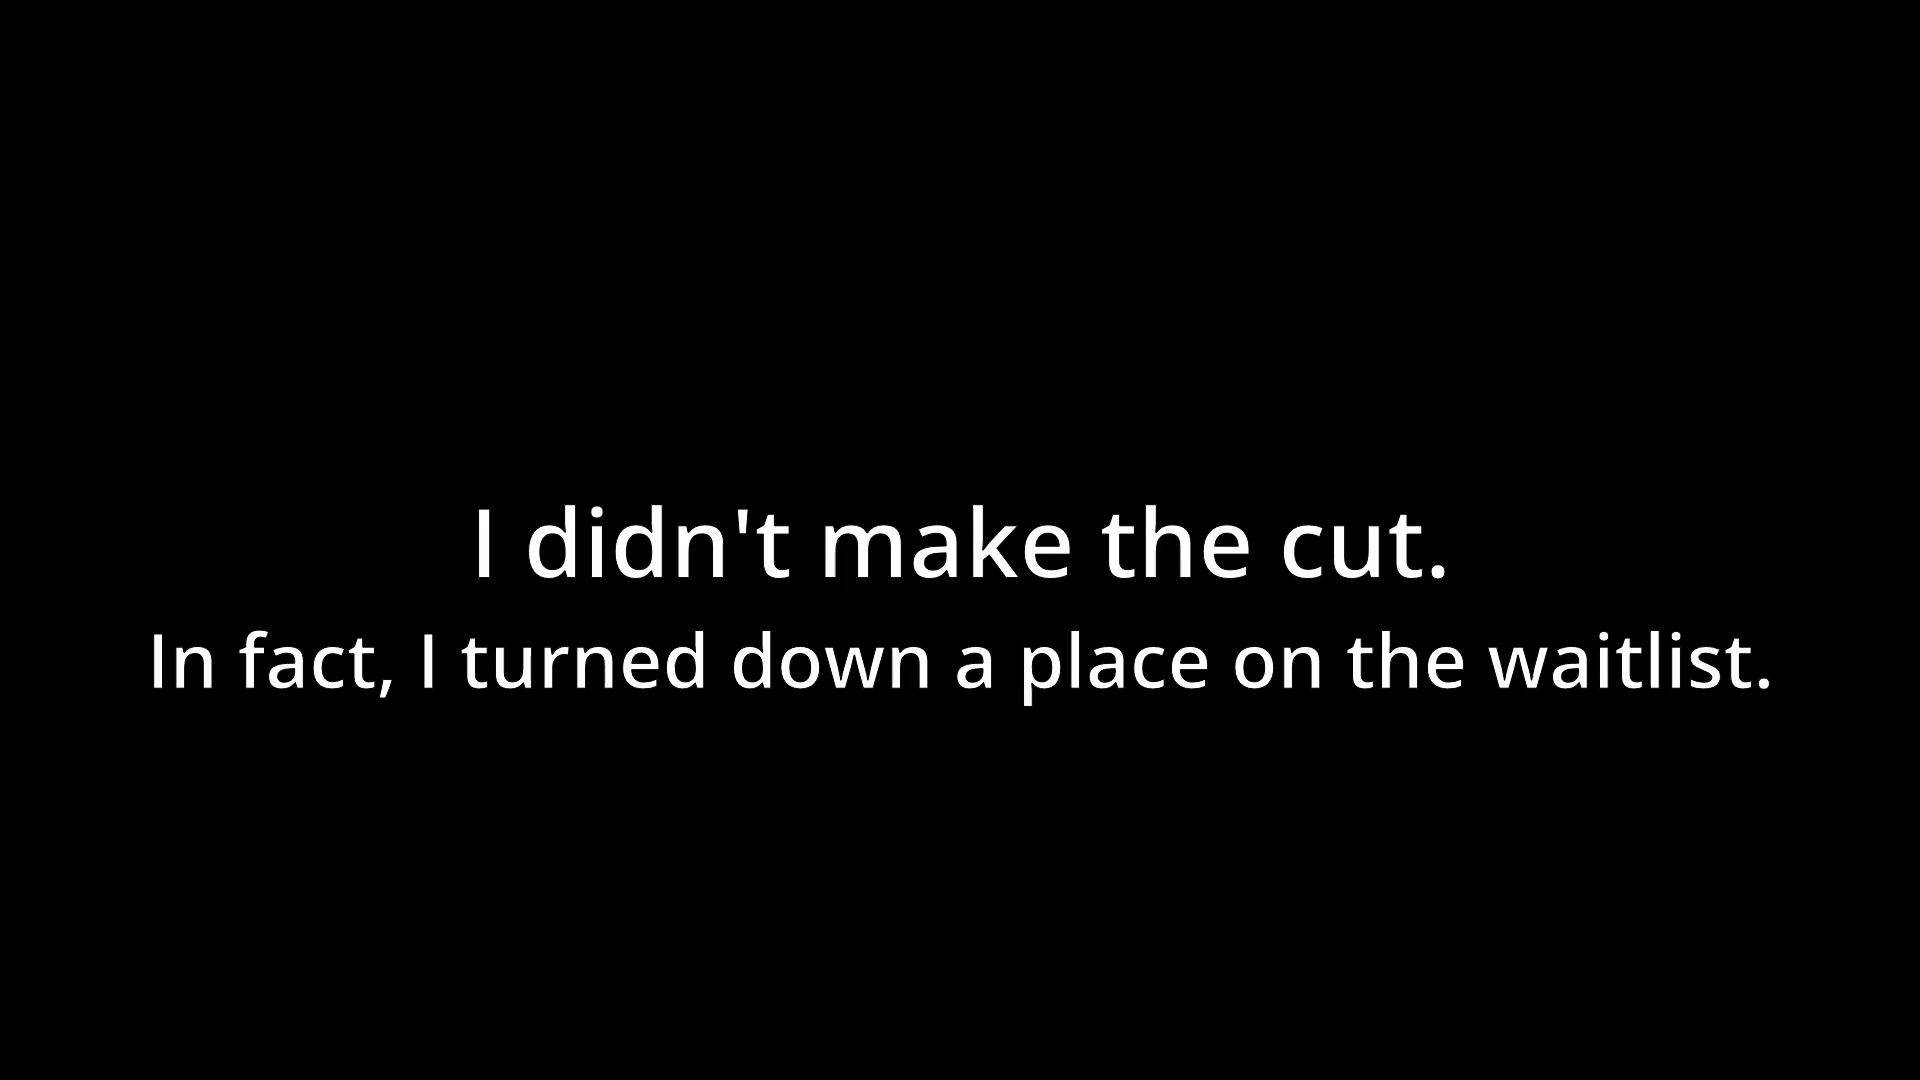 I didn't make the cut.
In fact, I turned down a place on the waitlist.